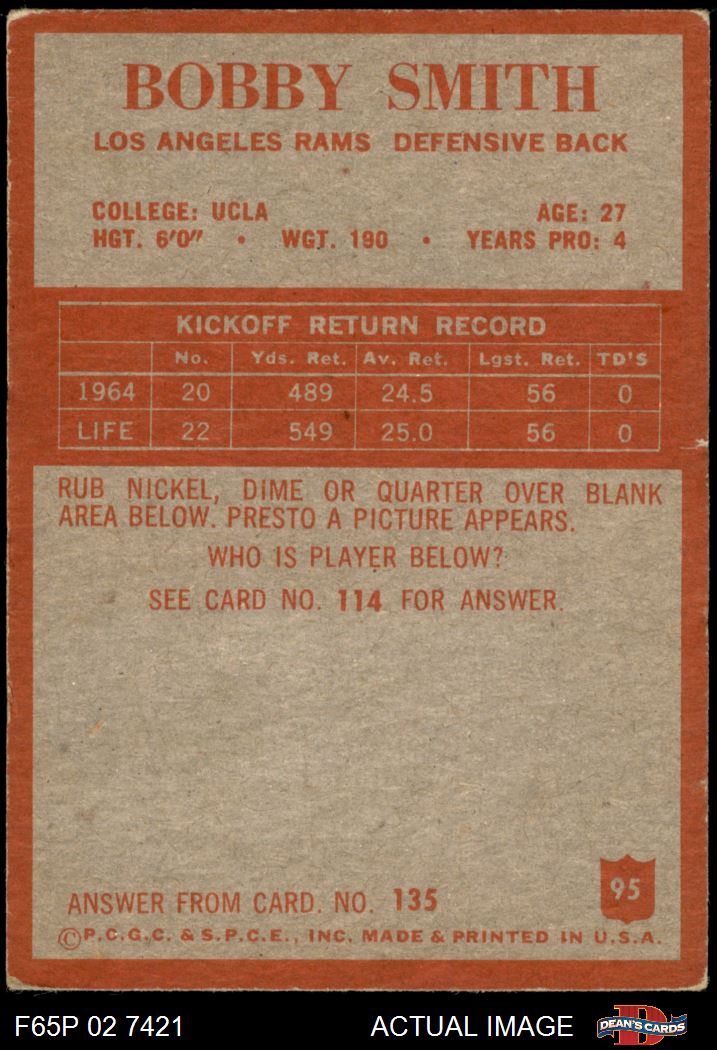 BOBBY SMITH
LOS ANGELES RAMS DEFENSIVE BACK
COLLEGE: UCLA AGE: 27
HGT. 6'0" • WGT. 190 • YEARS PRO: 4
KICKOFF RETURN RECORD
No. Yds. Ret. Av. Ret. Lgst. Ret. TD'S
1964 20 489 24.5 56 0
LIFE 22 549 25.0 56 0
RUB NICKEL, DIME OR QUARTER OVER BLANK
AREA BELOW. PRESTO A PICTURE APPEARS.
WHO IS PLAYER BELOW?
SEE CARD NO. 114 FOR ANSWER.
95
ANSWER FROM CARD. NO. 135
©P.C.G.C. & S.P.C.E., INC. MADE & PRINTED IN U.S.A.
F65P 02 7421 ACTUAL IMAGE D DEAN'S CARDS